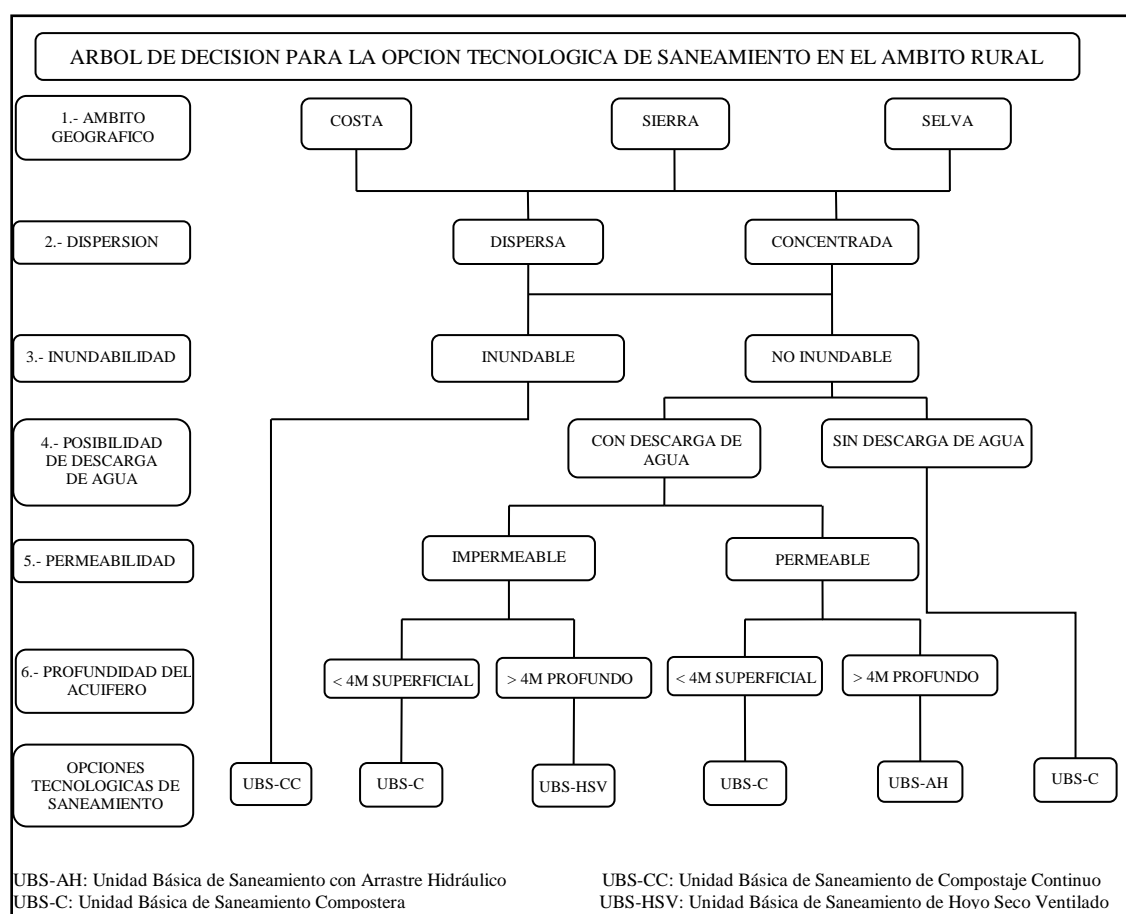 ARBOL DE DECISION PARA LA OPCION TECNOLOGICA DE SANEAMIENTO EN EL AMBITO RURAL
1.- AMBITO
GEOGRAFICO
COSTA
SIERRA
SELVA
2.- DISPERSION
DISPERSA
CONCENTRADA
3.- INUNDABILIDAD
INUNDABLE
NO INUNDABLE
4.- POSIBILIDAD
DE DESCARGA
DE AGUA
CON DESCARGA DE
AGUA
SIN DESCARGA DE AGUA
5.- PERMEABILIDAD
IMPERMEABLE
PERMEABLE
6.- PROFUNDIDAD DEL
ACUIFERO
< 4M SUPERFICIAL
> 4M PROFUNDO
< 4M SUPERFICIAL
> 4M PROFUNDO
OPCIONES
TECNOLOGICAS DE
SANEAMIENTO
UBS-CC
UBS-C
UBS-HSV
UBS-C
UBS-AH
UBS-C
UBS-AH: Unidad Básica de Saneamiento con Arrastre Hidráulico
UBS-CC: Unidad Básica de Saneamiento de Compostaje Continuo
UBS-C: Unidad Básica de Saneamiento Compostera
UBS-HSV: Unidad Básica de Saneamiento de Hoyo Seco Ventilado